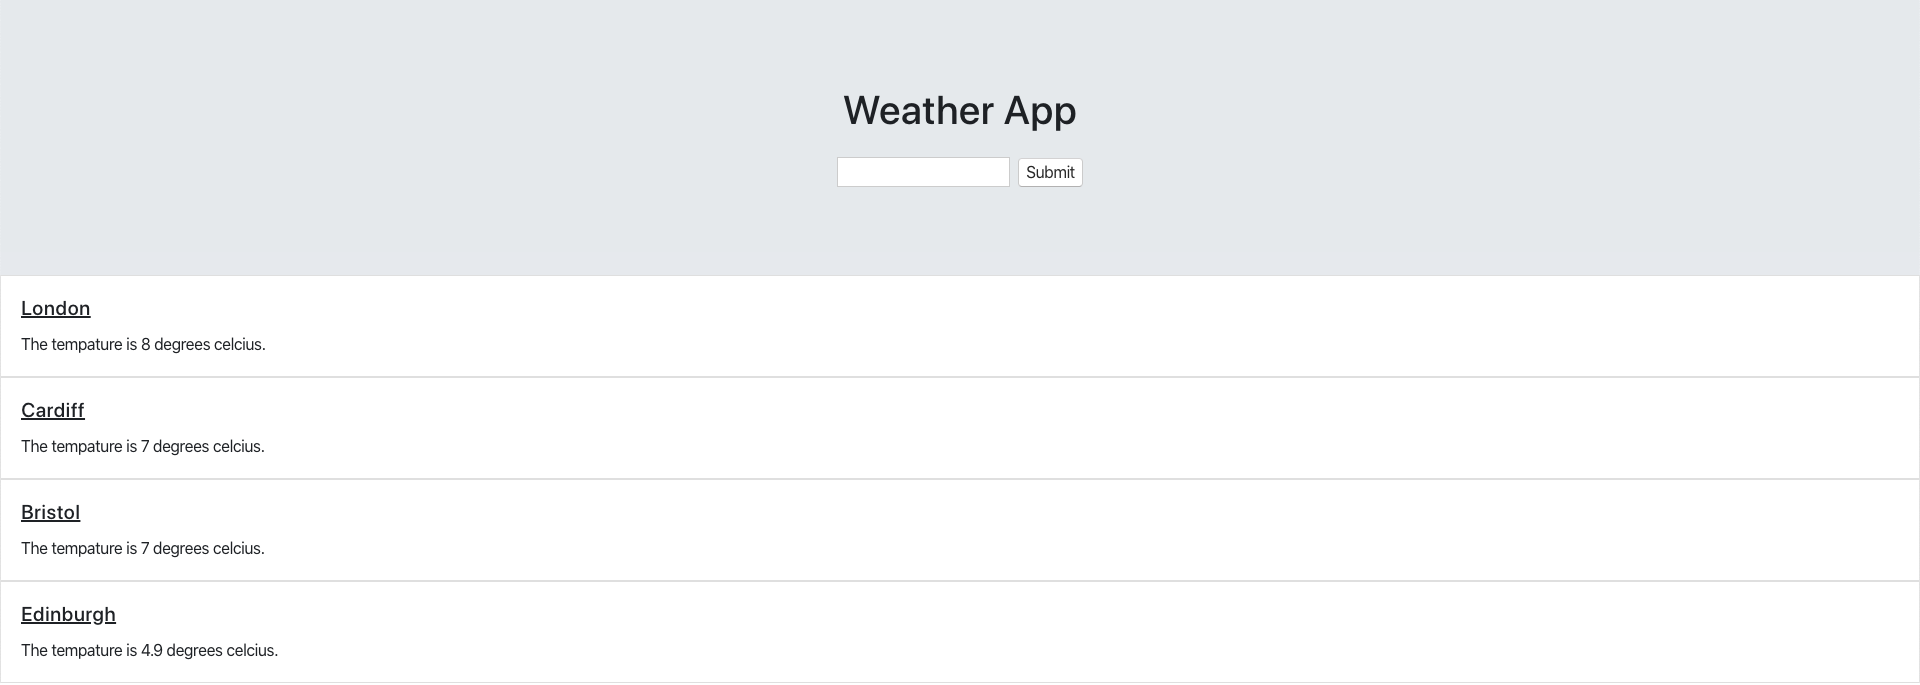 Weather App
Submit
London
The tempature is 8 degrees celcius.
Cardiff
The tempature is 7 degrees celcius.
Bristol
The tempature is 7 degrees celcius.
Edinburgh
The tempature is 4.9 degrees celcius.